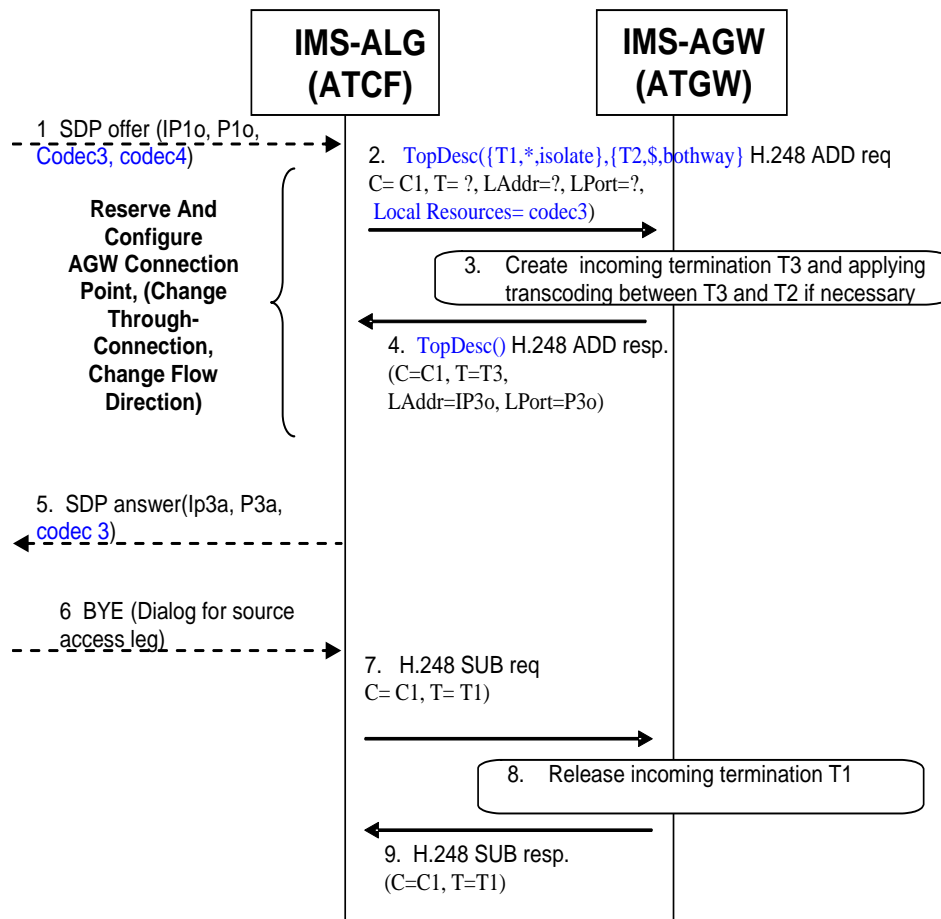 IMS-ALG
(ATCF)
IMS-AGW
(ATGW)
1 SDP offer (IP1o, P1o,
Codec3, codec4)
2. TopDesc({T1,*,isolate},{T2,$,bothway} H.248 ADD req
C= C1, T= ?, LAddr=?, LPort=?,
Local Resources= codec3)
Reserve And
Configure
AGW Connection
Point, (Change
Through-
Connection,
Change Flow
Direction)
3. Create incoming termination T3 and applying
transcoding between T3 and T2 if necessary
4. TopDesc() H.248 ADD resp.
(C=C1, T=T3,
LAddr=IP3o, LPort=P3o)
5. SDP answer(Ip3a, P3a,
codec 3)
6 BYE (Dialog for source
access leg)
7. H.248 SUB req
C= C1, T= T1)
8. Release incoming termination T1
9. H.248 SUB resp.
(C=C1, T=T1)